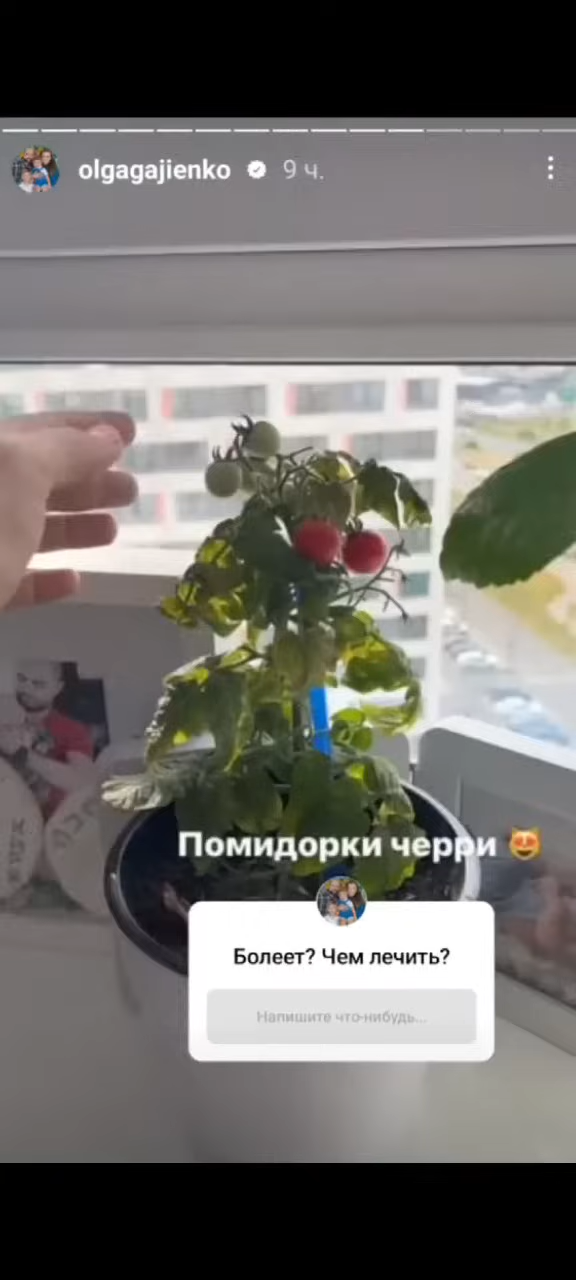 olgagajienko 9 ч.
Помидорки черри
Болеет? Чем лечить?
Напишите что-нибудь...